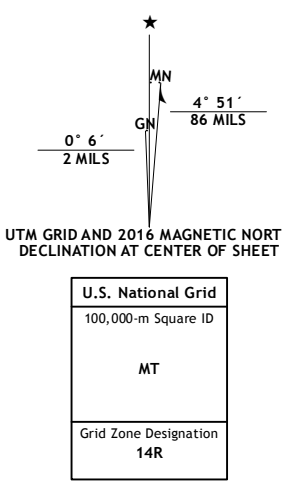 ★
MN
4° 51´
86 MILS
GN
0° 6´
2 MILS
UTM GRID AND 2016 MAGNETIC NORT
DECLINATION AT CENTER OF SHEET
U.S. National Grid
100,000-m Square ID
MT
Grid Zone Designation
14R